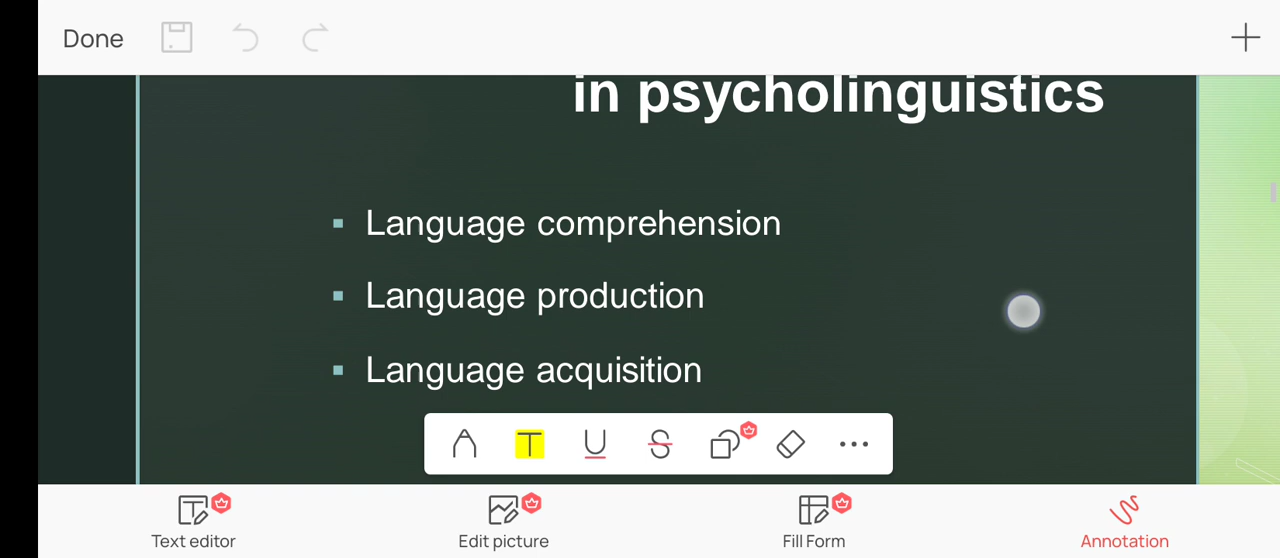 Done
in psycholinguistics
Language comprehension
Language production
Language acquisition
T U S
Text editor
Edit picture
Fill Form
Annotation